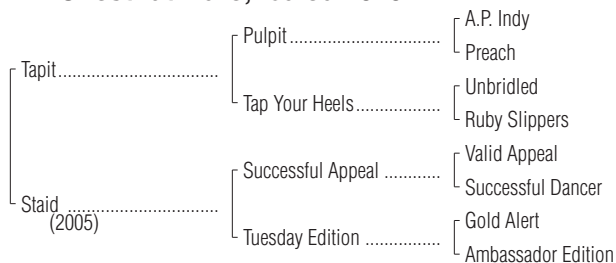 A.P. Indy
Pulpit
Preach
Tapit
Unbridled
Tap Your Heels
Ruby Slippers
Valid Appeal
Successful Appeal
Successful Dancer
Staid
(2005)
Gold Alert
Tuesday Edition
Ambassador Edition